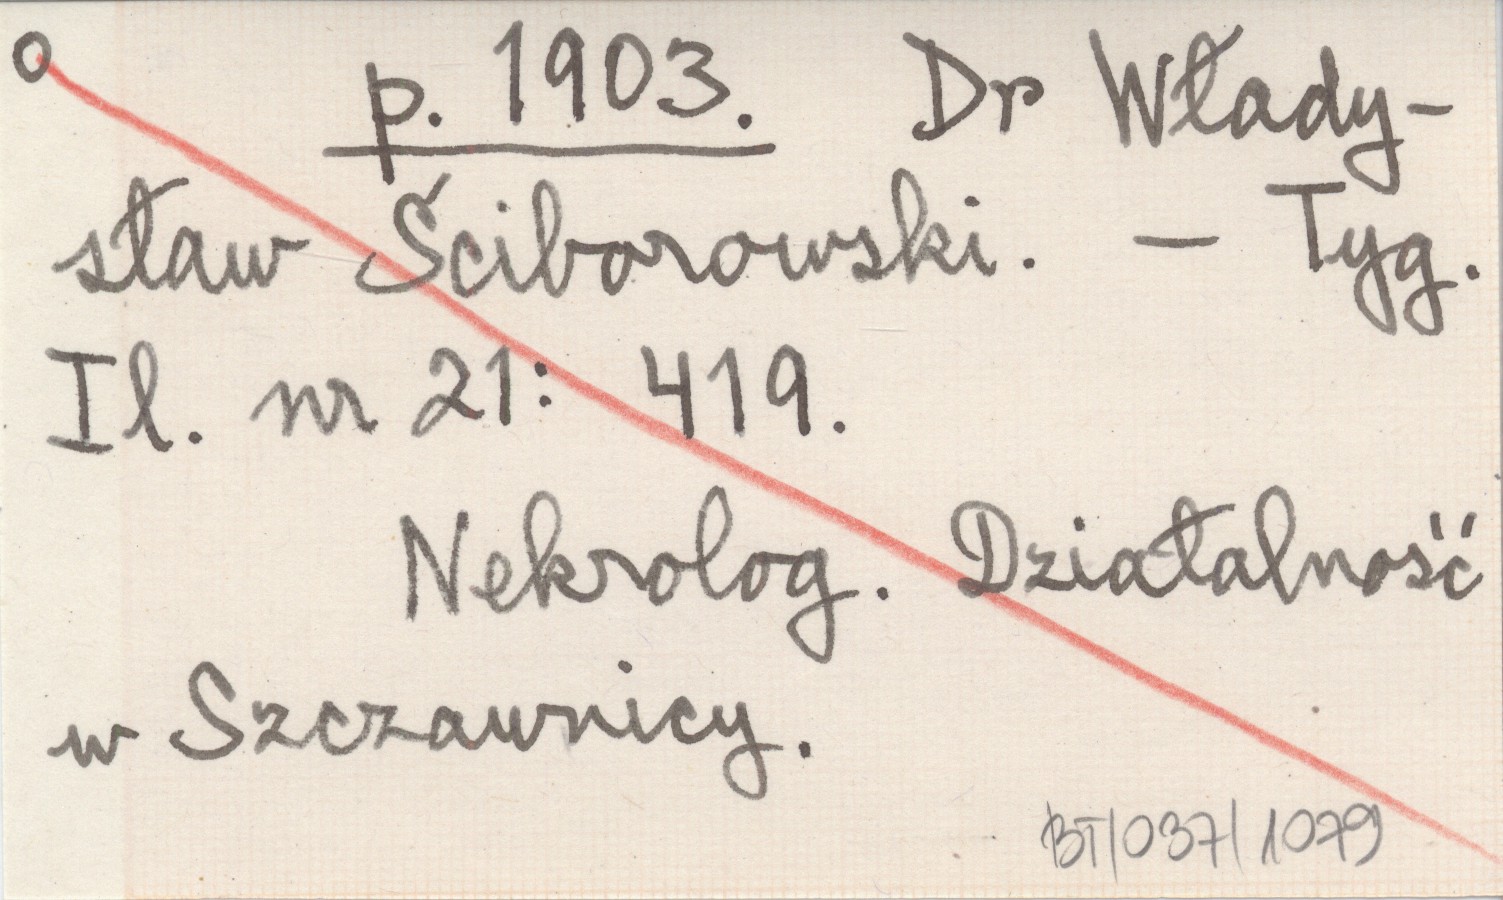 o p. 1903. Dr Włady-
sław Ściborowski. – Tyg.
Il. nr 21: 419.
Nekrolog. Działalność
w Szczawnicy.
BT/037/1079